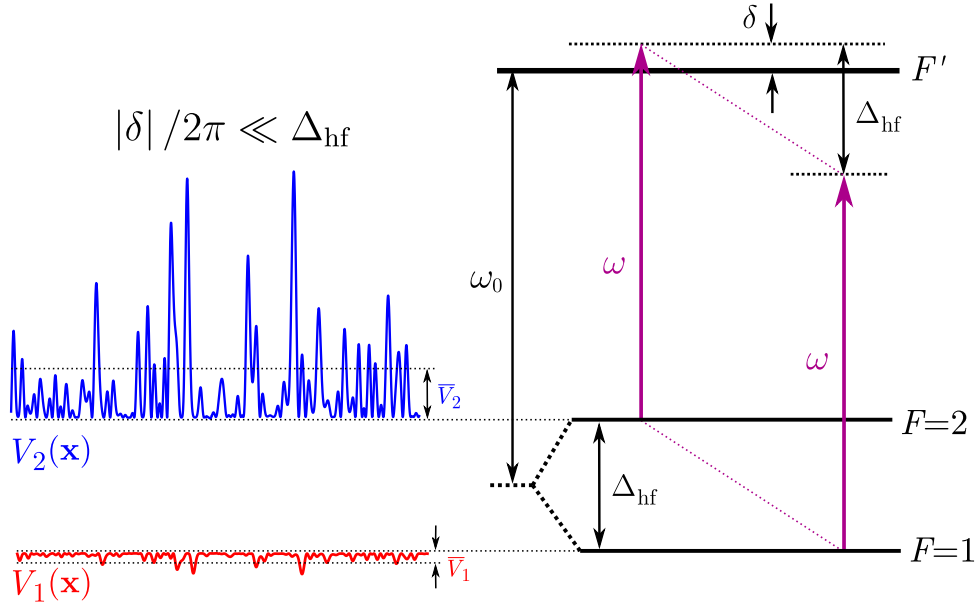 δ
F′
|δ| /2π ≪ Δhf
Δhf
ω
ω₀
ω
V̅₂
F=2
V₂(x)
Δhf
F=1
V̅₁
V₁(x)